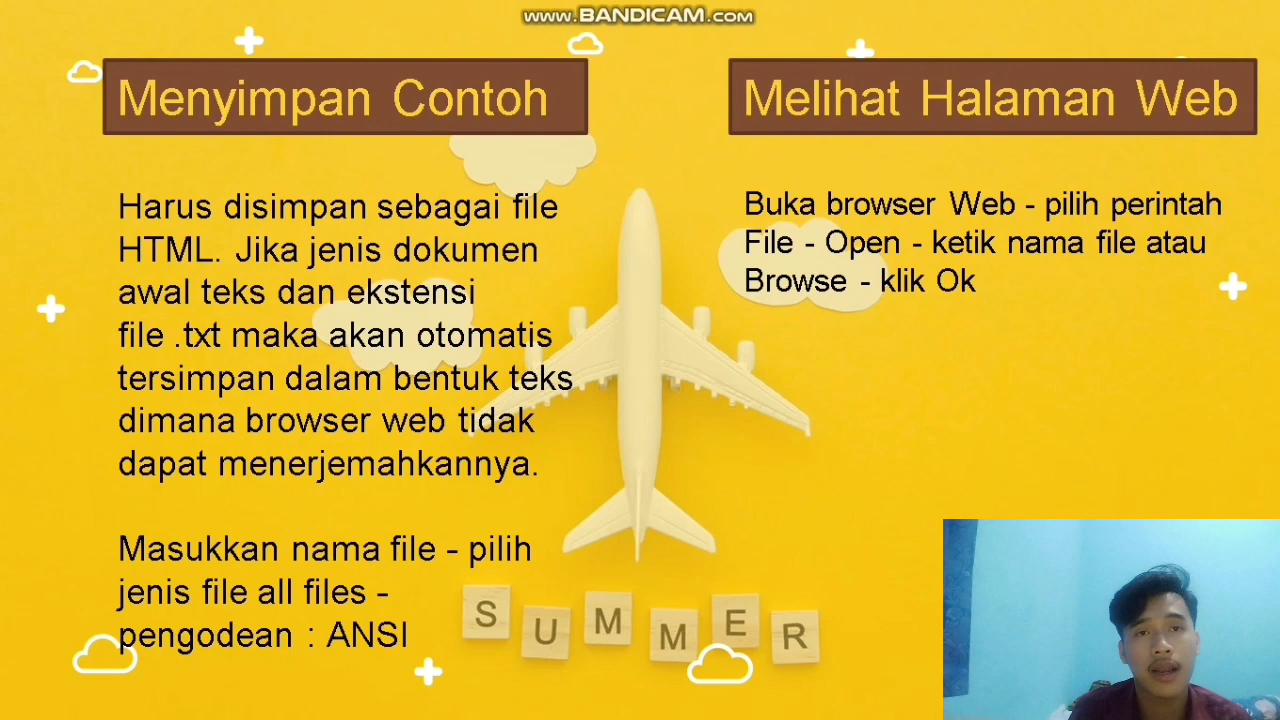 www.BANDICAM.com
Menyimpan Contoh
Harus disimpan sebagai file
HTML. Jika jenis dokumen
awal teks dan ekstensi
file .txt maka akan otomatis
tersimpan dalam bentuk teks
dimana browser web tidak
dapat menerjemahkannya.
Masukkan nama file - pilih
jenis file all files -
pengodean : ANSI
Melihat Halaman Web
Buka browser Web - pilih perintah
File - Open - ketik nama file atau
Browse - klik Ok
SUMMER